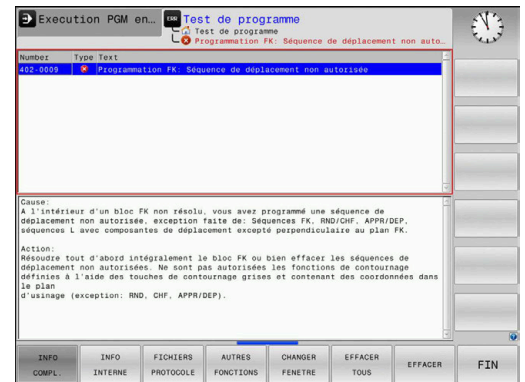 Execution PGM en…
ERR Test de programme
Test de programme
Programmation FK: Séquence de déplacement non auto…
Number Type Text
402-0009 Programmation FK: Séquence de déplacement non autorisée
Cause:
A l'intérieur d'un bloc FK non résolu, vous avez programmé une séquence de
déplacement non autorisée, exception faite de: Séquences FK, RND/CHF, APPR/DEP,
séquences L avec composantes de déplacement excepté perpendiculaire au plan FK.
Action:
Résoudre tout d'abord intégralement le bloc FK ou bien effacer les séquences de
déplacement non autorisées. Ne sont pas autorisées les fonctions de contournage
définies à l'aide des touches de contournage grises et contenant des coordonnées dans
le plan
d'usinage (exception: RND, CHF, APPR/DEP).
INFO COMPL.
INFO INTERNE
FICHIERS PROTOCOLE
AUTRES FONCTIONS
CHANGER FENETRE
EFFACER TOUS
EFFACER
FIN